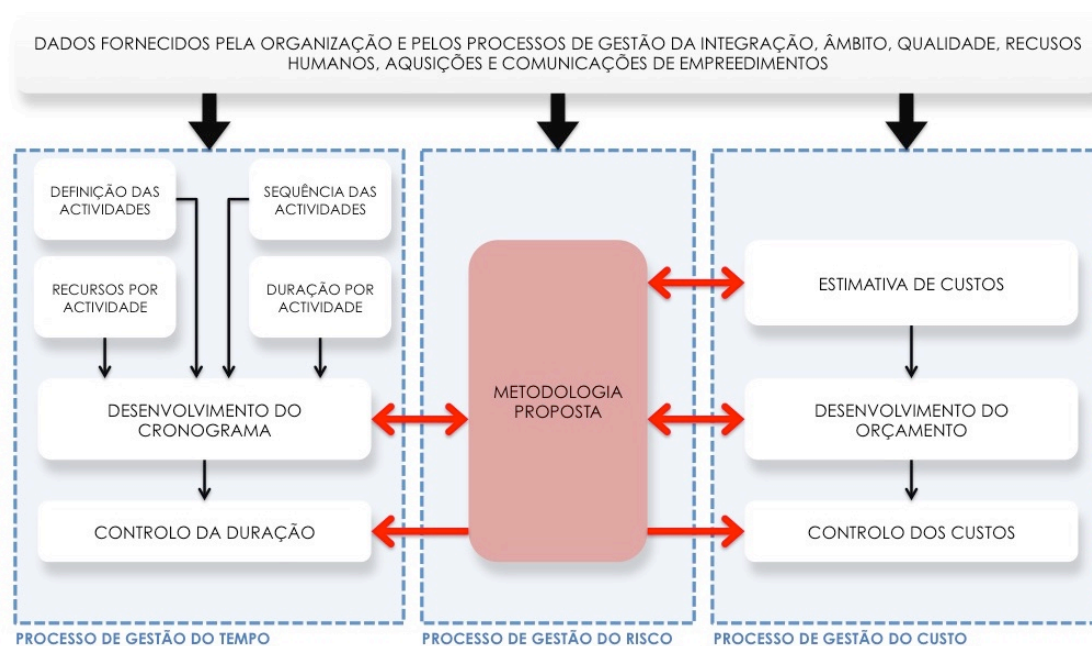 DADOS FORNECIDOS PELA ORGANIZAÇÃO E PELOS PROCESSOS DE GESTÃO DA INTEGRAÇÃO, ÂMBITO, QUALIDADE, RECUSOS
HUMANOS, AQUSIÇÕES E COMUNICAÇÕES DE EMPREEDIMENTOS
DEFINIÇÃO DAS
ACTIVIDADES
SEQUÊNCIA DAS
ACTIVIDADES
RECURSOS POR
ACTIVIDADE
DURAÇÃO POR
ACTIVIDADE
DESENVOLVIMENTO DO
CRONOGRAMA
CONTROLO DA DURAÇÃO
PROCESSO DE GESTÃO DO TEMPO
METODOLOGIA
PROPOSTA
PROCESSO DE GESTÃO DO RISCO
ESTIMATIVA DE CUSTOS
DESENVOLVIMENTO DO
ORÇAMENTO
CONTROLO DOS CUSTOS
PROCESSO DE GESTÃO DO CUSTO